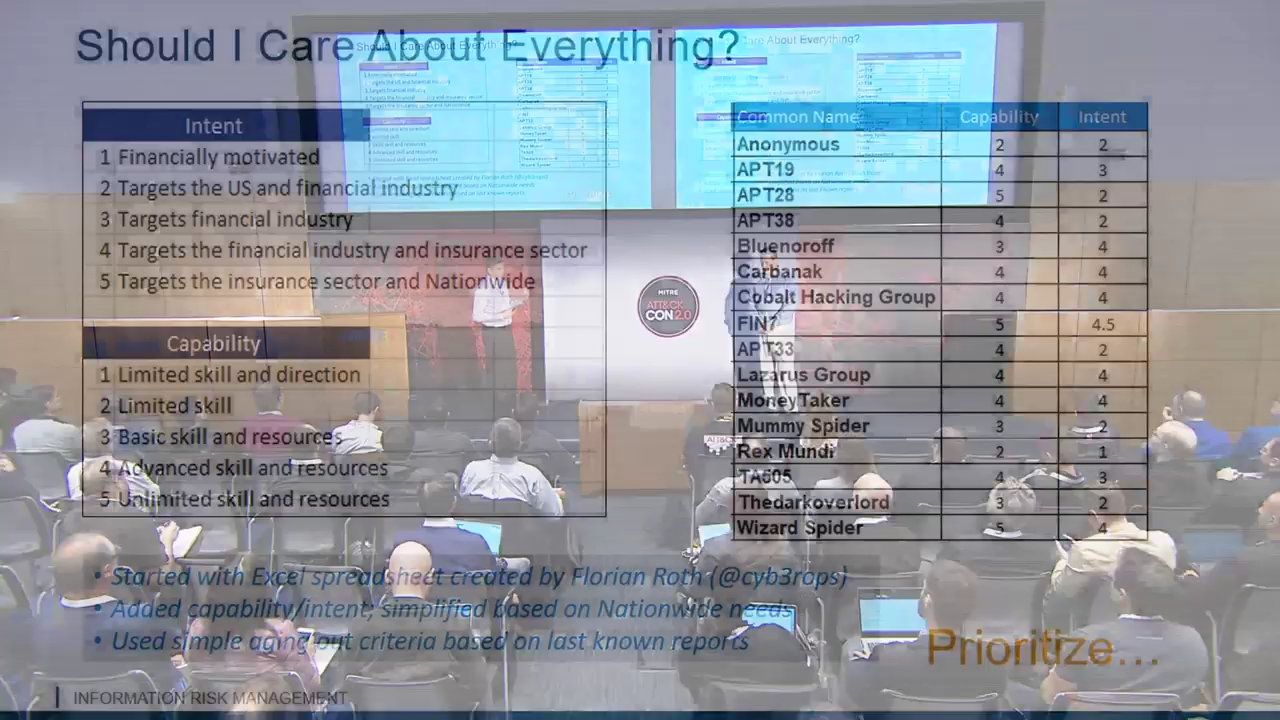 Should I Care About Everything?
Intent
1 Financially motivated
2 Targets the US and financial industry
3 Targets financial industry
4 Targets the financial industry and insurance sector
5 Targets the insurance sector and Nationwide
Capability
1 Limited skill and direction
2 Limited skill
3 Basic skill and resources
4 Advanced skill and resources
5 Unlimited skill and resources
Common Name Capability Intent
Anonymous 2 2
APT19 4 3
APT28 5 2
APT38 4 2
Bluenoroff 3 4
Carbanak 4 4
Cobalt Hacking Group 4 4
FIN7 5 4.5
APT33 4 2
Lazarus Group 4 4
MoneyTaker 4 4
Mummy Spider 3 2
Rex Mundi 2 1
TA505 4 3
Thedarkoverlord 3 2
Wizard Spider 5 4
MITRE
ATT&CK
CON 2.0
• Started with Excel spreadsheet created by Florian Roth (@cyb3rops)
• Added capability/intent; simplified based on Nationwide needs
• Used simple aging out criteria based on last known reports
Prioritize...
INFORMATION RISK MANAGEMENT